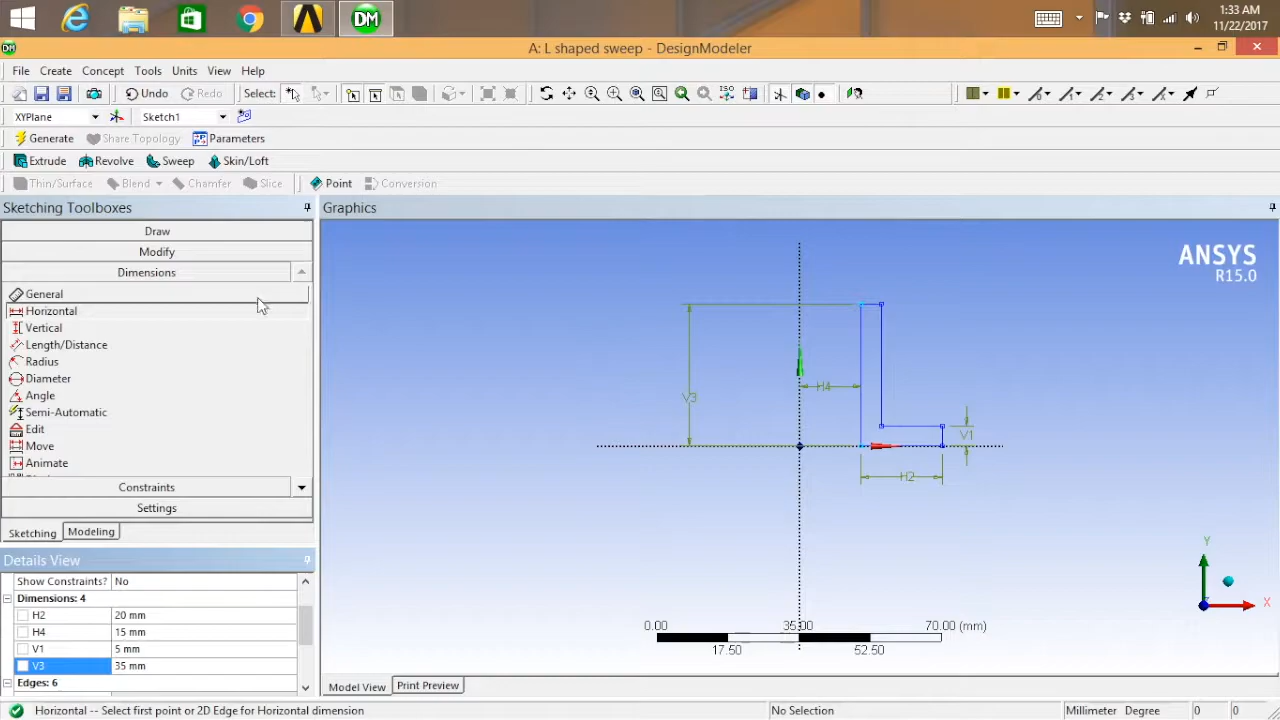 1:33 AM
11/22/2017
A: L shaped sweep - DesignModeler
File Create Concept Tools Units View Help
Undo Redo Select:
XYPlane Sketch1
Generate Share Topology Parameters
Extrude Revolve Sweep Skin/Loft
Thin/Surface Blend Chamfer Slice Point Conversion
Sketching Toolboxes
Draw
Modify
Dimensions
General
Horizontal
Vertical
Length/Distance
Radius
Diameter
Angle
Semi-Automatic
Edit
Move
Animate
Constraints
Settings
Sketching Modeling
Details View
Show Constraints? No
Dimensions: 4
H2 20 mm
H4 15 mm
V1 5 mm
V3 35 mm
Edges: 6
Graphics
ANSYS
R15.0
H4
V3
V1
H2
Y
X
0.00 35.00 70.00 (mm)
17.50 52.50
Model View Print Preview
Horizontal -- Select first point or 2D Edge for Horizontal dimension No Selection Millimeter Degree 0 0